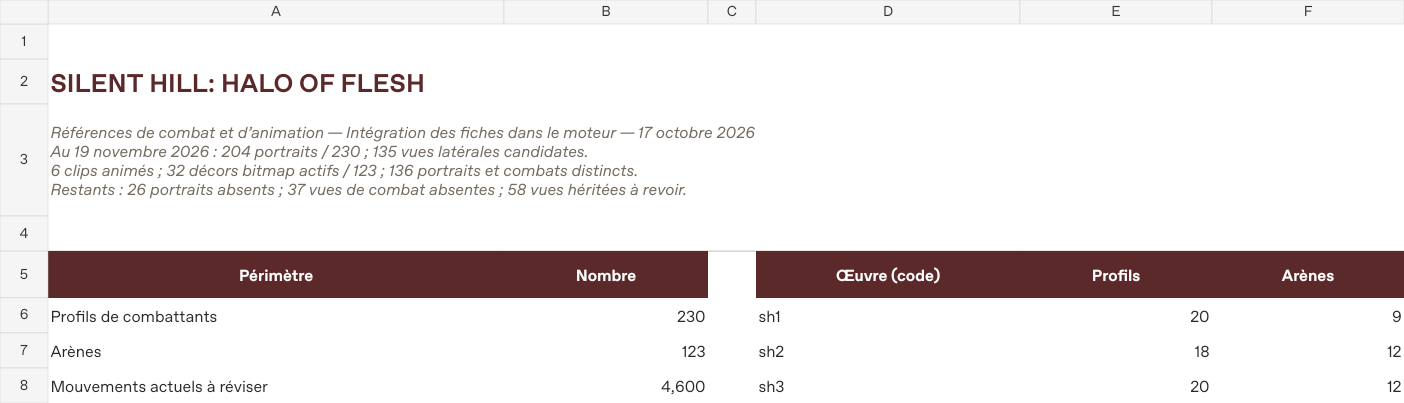 A B C D E F
1
2 SILENT HILL: HALO OF FLESH
3 Références de combat et d’animation — Intégration des fiches dans le moteur — 17 octobre 2026
Au 19 novembre 2026 : 204 portraits / 230 ; 135 vues latérales candidates.
6 clips animés ; 32 décors bitmap actifs / 123 ; 136 portraits et combats distincts.
Restants : 26 portraits absents ; 37 vues de combat absentes ; 58 vues héritées à revoir.
4
5 Périmètre Nombre Œuvre (code) Profils Arènes
6 Profils de combattants 230 sh1 20 9
7 Arènes 123 sh2 18 12
8 Mouvements actuels à réviser 4,600 sh3 20 12